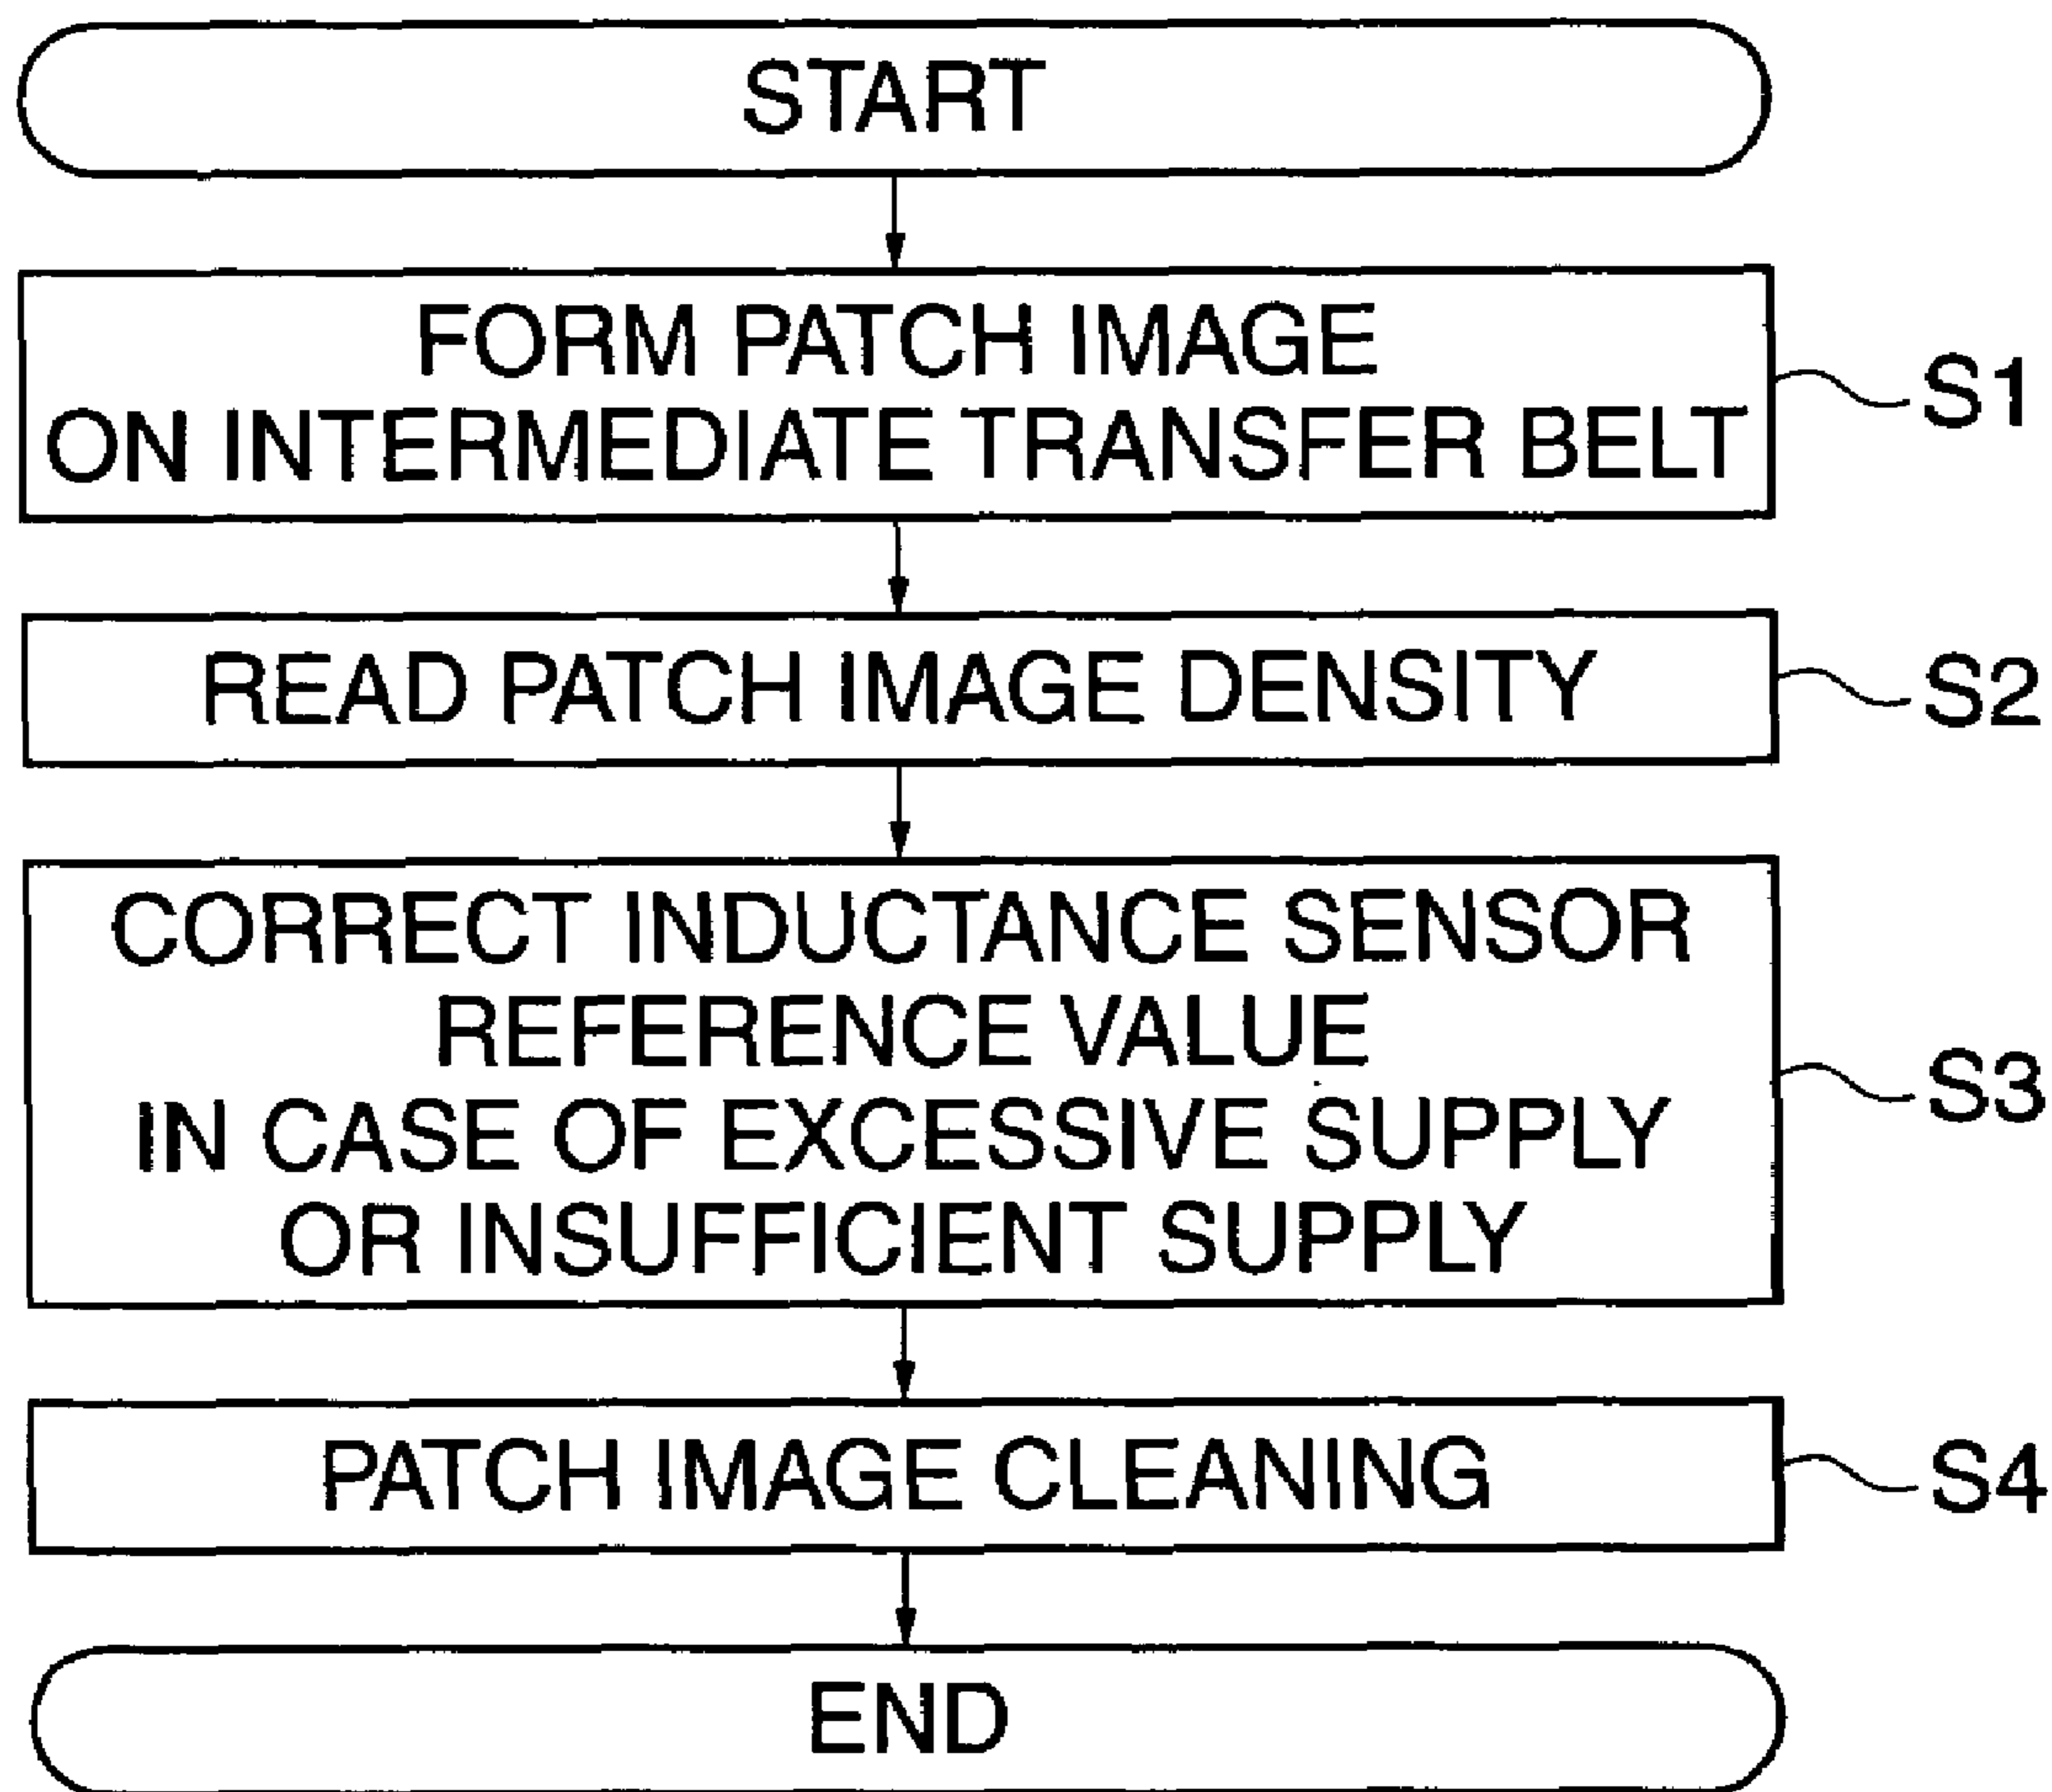 START
FORM PATCH IMAGE
ON INTERMEDIATE TRANSFER BELT
S1
READ PATCH IMAGE DENSITY
S2
CORRECT INDUCTANCE SENSOR
REFERENCE VALUE
IN CASE OF EXCESSIVE SUPPLY
OR INSUFFICIENT SUPPLY
S3
PATCH IMAGE CLEANING
S4
END